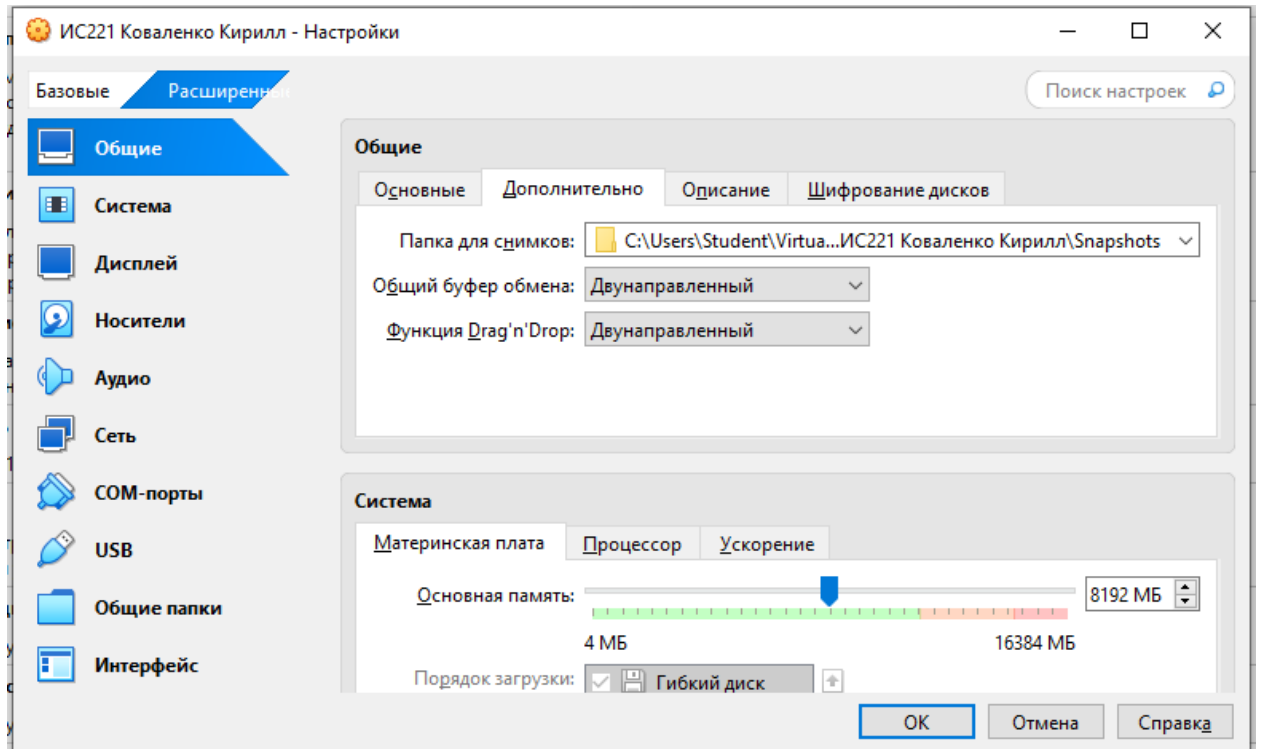 ИС221 Коваленко Кирилл - Настройки
Базовые Расширенн
Поиск настроек
Общие
Система
Дисплей
Носители
Аудио
Сеть
COM-порты
USB
Общие папки
Интерфейс
Общие
Основные Дополнительно Описание Шифрование дисков
Папка для снимков: C:\Users\Student\Virtua...ИС221 Коваленко Кирилл\Snapshots
Общий буфер обмена: Двунаправленный
Функция Drag'n'Drop: Двунаправленный
Система
Материнская плата Процессор Ускорение
Основная память: 8192 МБ
4 МБ 16384 МБ
Порядок загрузки: Гибкий диск
OK Отмена Справка